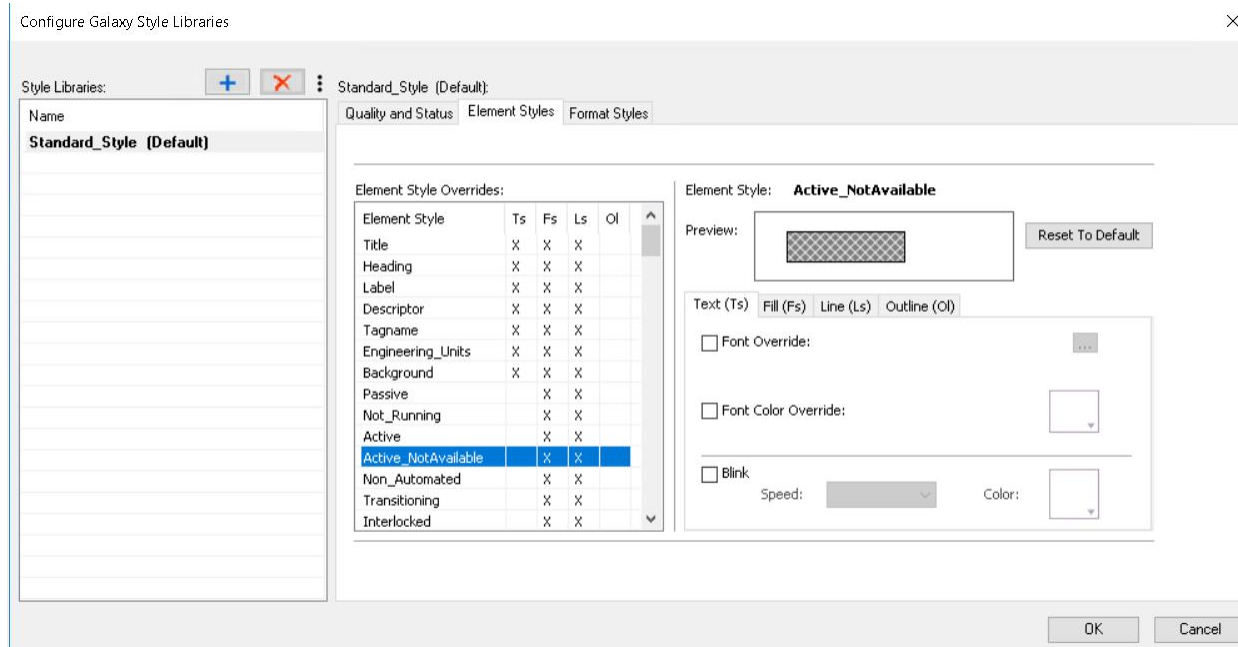 Configure Galaxy Style Libraries
Style Libraries:
Name
Standard_Style (Default)
Standard_Style (Default):
Quality and Status Element Styles Format Styles
Element Style Overrides:
Element Style Ts Fs Ls Ol
Title X X X
Heading X X X
Label X X X
Descriptor X X X
Tagname X X X
Engineering_Units X X X
Background X X X
Passive X X
Not_Running X X
Active X X
Active_NotAvailable X X
Non_Automated X X
Transitioning X X
Interlocked X X
Element Style: Active_NotAvailable
Preview:
Reset To Default
Text (Ts) Fill (Fs) Line (Ls) Outline (Ol)
Font Override:
...
Font Color Override:
Blink
Speed: Color:
OK Cancel